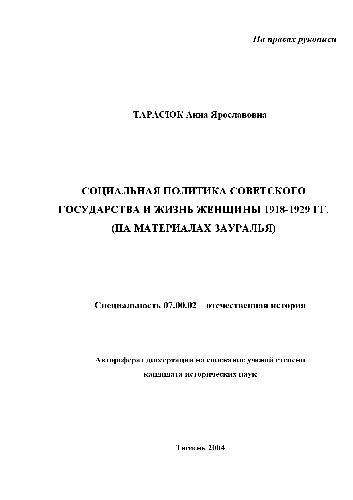 На правах рукописи
ТАРАСЮК Анна Ярославовна
СОЦИАЛЬНАЯ ПОЛИТИКА СОВЕТСКОГО
ГОСУДАРСТВА И ЖИЗНЬ ЖЕНЩИНЫ 1918-1929 ГГ.
(НА МАТЕРИАЛАХ ЗАУРАЛЬЯ)
Специальность 07.00.02 – отечественная история
Автореферат диссертации на соискание ученой степени
кандидата исторических наук
Тюмень 2004